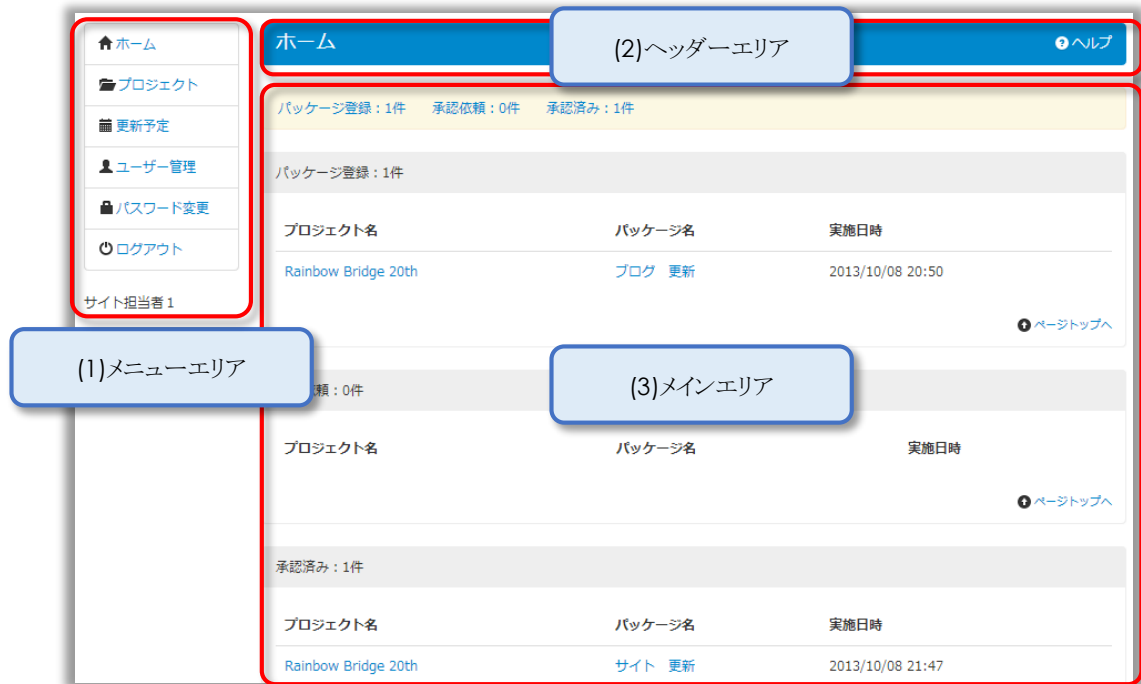 ホーム
プロジェクト
更新予定
ユーザー管理
パスワード変更
ログアウト
サイト担当者1
(1)メニューエリア
ホーム
(2)ヘッダーエリア
ヘルプ
パッケージ登録：1件 承認依頼：0件 承認済み：1件
パッケージ登録：1件
プロジェクト名 パッケージ名 実施日時
Rainbow Bridge 20th ブログ 更新 2013/10/08 20:50
ページトップへ
(3)メインエリア
頼：0件
プロジェクト名 パッケージ名 実施日時
ページトップへ
承認済み：1件
プロジェクト名 パッケージ名 実施日時
Rainbow Bridge 20th サイト 更新 2013/10/08 21:47